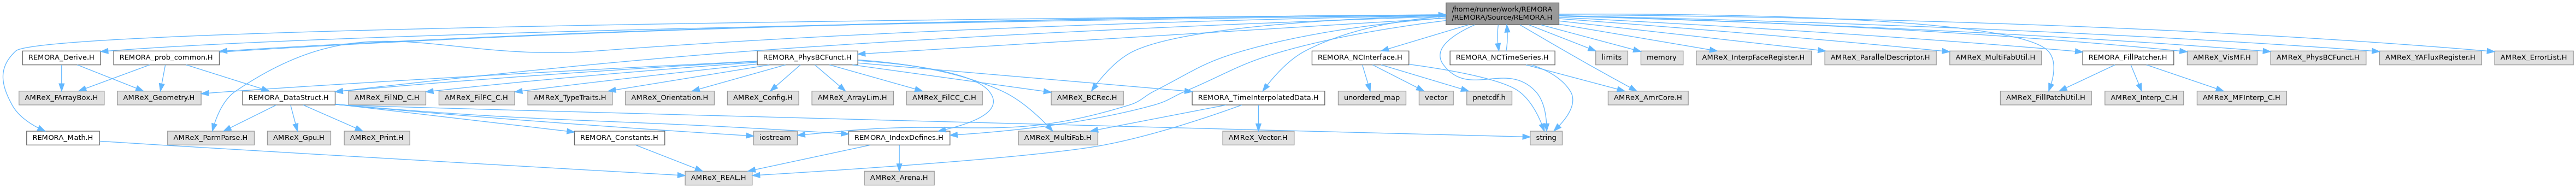 /home/runner/work/REMORA
/REMORA/Source/REMORA.H
REMORA_Derive.H
REMORA_prob_common.H
REMORA_PhysBCFunct.H
REMORA_NCInterface.H
REMORA_NCTimeSeries.H
limits
memory
AMReX_InterpFaceRegister.H
AMReX_ParallelDescriptor.H
AMReX_MultiFabUtil.H
REMORA_FillPatcher.H
AMReX_VisMF.H
AMReX_PhysBCFunct.H
AMReX_YAFluxRegister.H
AMReX_ErrorList.H
AMReX_FArrayBox.H
AMReX_Geometry.H
REMORA_DataStruct.H
AMReX_FilND_C.H
AMReX_FilFC_C.H
AMReX_TypeTraits.H
AMReX_Orientation.H
AMReX_Config.H
AMReX_ArrayLim.H
AMReX_FilCC_C.H
AMReX_BCRec.H
REMORA_TimeInterpolatedData.H
unordered_map
vector
pnetcdf.h
AMReX_AmrCore.H
AMReX_FillPatchUtil.H
AMReX_Interp_C.H
AMReX_MFInterp_C.H
REMORA_Math.H
AMReX_ParmParse.H
AMReX_Gpu.H
AMReX_Print.H
REMORA_Constants.H
iostream
REMORA_IndexDefines.H
AMReX_MultiFab.H
AMReX_Vector.H
string
AMReX_REAL.H
AMReX_Arena.H